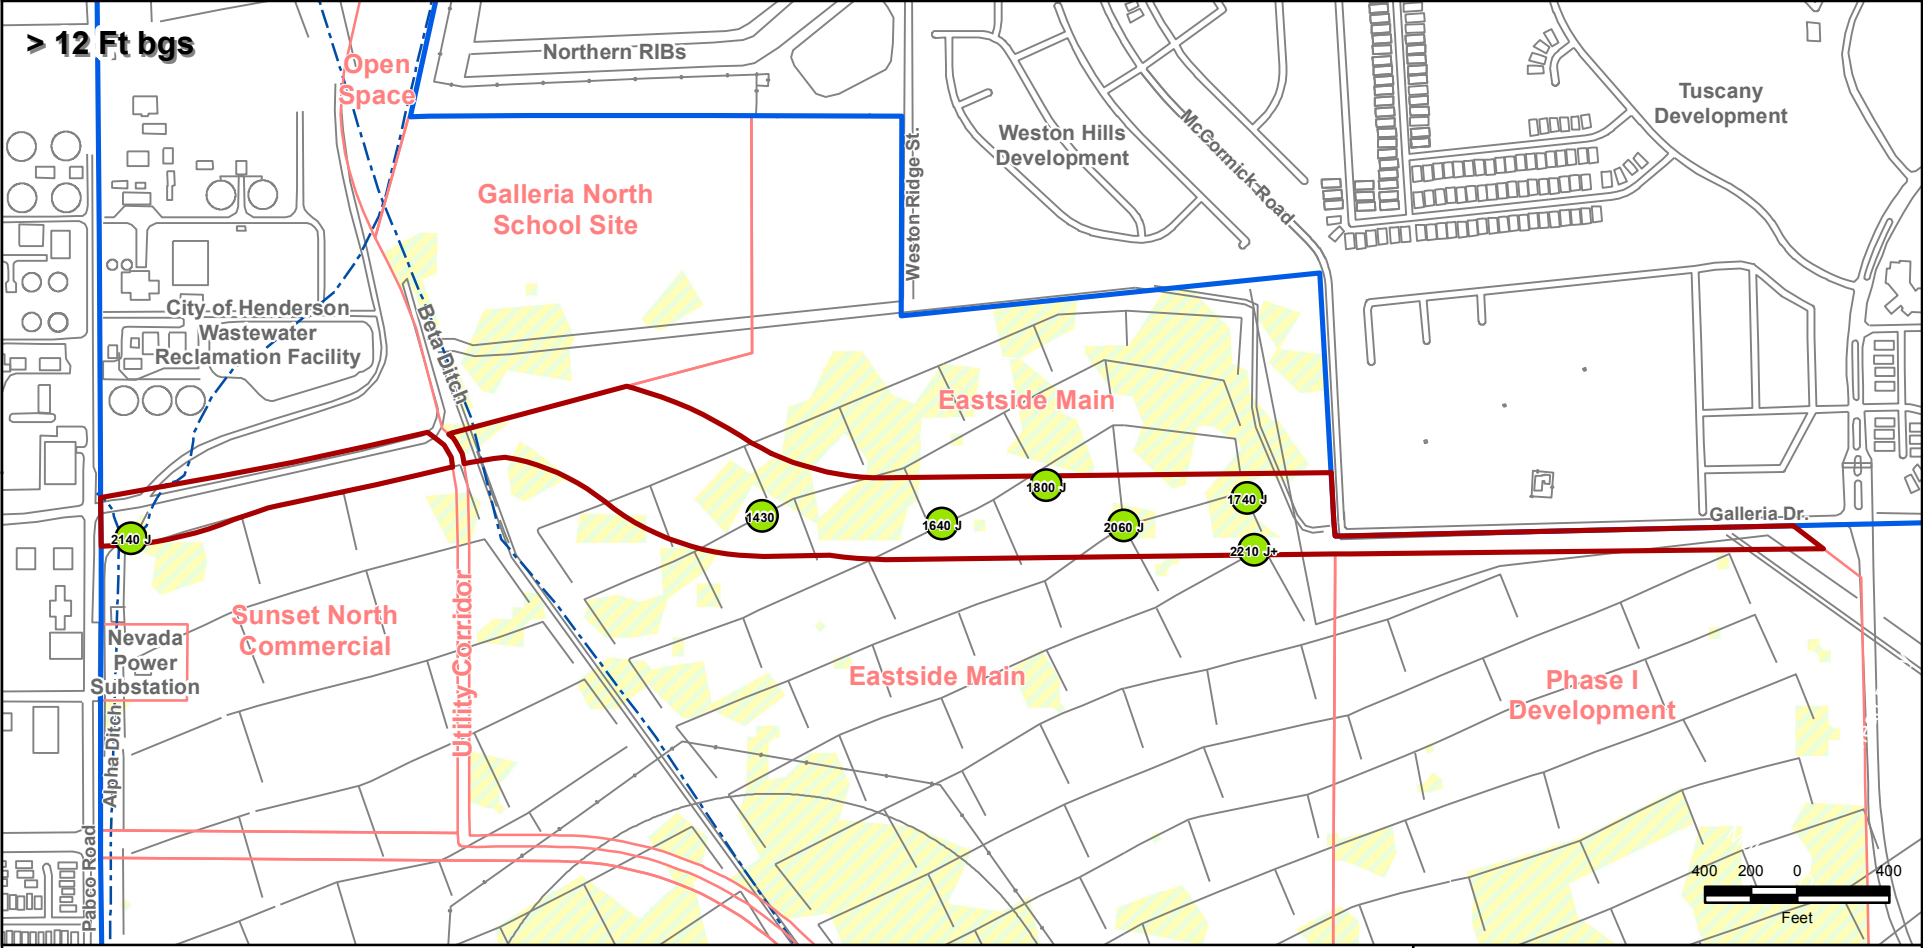 > 12 Ft bgs
Open
Space
Northern RIBs
Tuscany
Development
Weston Hills
Development
McCormick Road
Weston Ridge St.
Galleria North
School Site
City of Henderson
Wastewater
Reclamation Facility
Beta Ditch
Eastside Main
1800 J
1740 J
1430
1640 J
2060 J
2210 J+
2140 J
Galleria Dr.
Sunset North
Commercial
Nevada
Power
Substation
Utility Corridor
Eastside Main
Phase I
Development
Alpha Ditch
Pabco Road
400 200 0 400
Feet